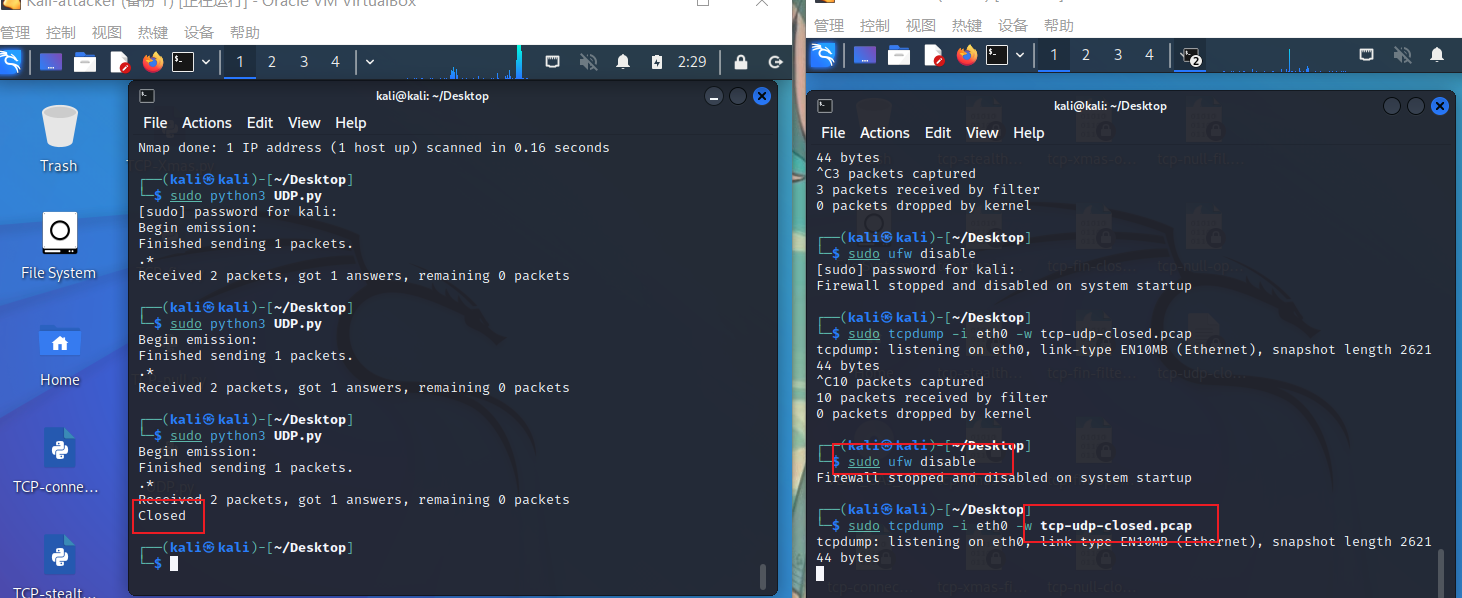 Kali-attacker (备份 1) [正在运行] - Oracle VM VirtualBox
管理 控制 视图 热键 设备 帮助
1 2 3 4
2:29
Trash
File System
Home
TCP-conne...
TCP-stealt...
kali@kali: ~/Desktop
File Actions Edit View Help
Nmap done: 1 IP address (1 host up) scanned in 0.16 seconds
┌──(kali㉿kali)-[~/Desktop]
└─$ sudo python3 UDP.py
[sudo] password for kali:
Begin emission:
Finished sending 1 packets.
.*
Received 2 packets, got 1 answers, remaining 0 packets
┌──(kali㉿kali)-[~/Desktop]
└─$ sudo python3 UDP.py
Begin emission:
Finished sending 1 packets.
.*
Received 2 packets, got 1 answers, remaining 0 packets
┌──(kali㉿kali)-[~/Desktop]
└─$ sudo python3 UDP.py
Begin emission:
Finished sending 1 packets.
.*
Received 2 packets, got 1 answers, remaining 0 packets
Closed
┌──(kali㉿kali)-[~/Desktop]
└─$
管理 控制 视图 热键 设备 帮助
1 2 3 4
2
kali@kali: ~/Desktop
File Actions Edit View Help
44 bytes
^C3 packets captured
3 packets received by filter
0 packets dropped by kernel
┌──(kali㉿kali)-[~/Desktop]
└─$ sudo ufw disable
[sudo] password for kali:
Firewall stopped and disabled on system startup
┌──(kali㉿kali)-[~/Desktop]
└─$ sudo tcpdump -i eth0 -w tcp-udp-closed.pcap
tcpdump: listening on eth0, link-type EN10MB (Ethernet), snapshot length 2621
44 bytes
^C10 packets captured
10 packets received by filter
0 packets dropped by kernel
┌──(kali㉿kali)-[~/Desktop]
└─$ sudo ufw disable
Firewall stopped and disabled on system startup
┌──(kali㉿kali)-[~/Desktop]
└─$ sudo tcpdump -i eth0 -w tcp-udp-closed.pcap
tcpdump: listening on eth0, link-type EN10MB (Ethernet), snapshot length 2621
44 bytes